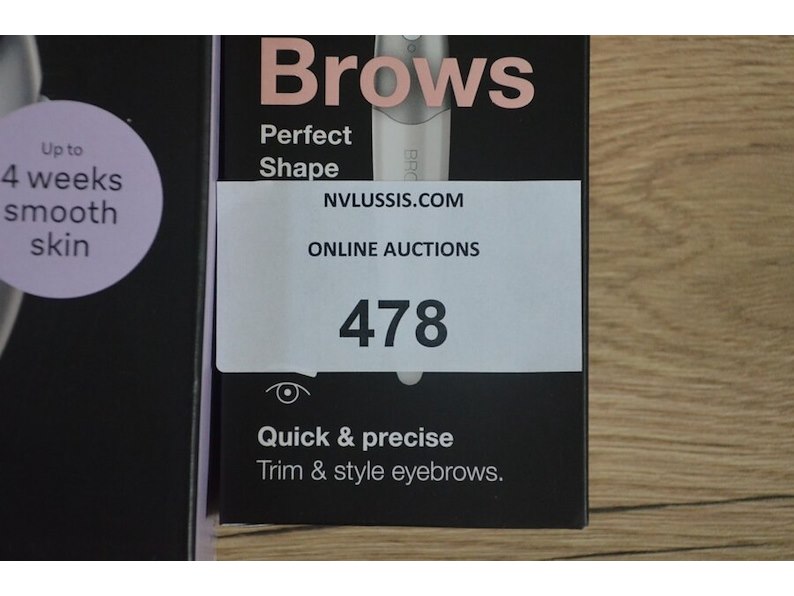 Up to
4 weeks
smooth
skin
Brows
Perfect
Shape
BRO
NVLUSSIS.COM
ONLINE AUCTIONS
478
Quick & precise
Trim & style eyebrows.